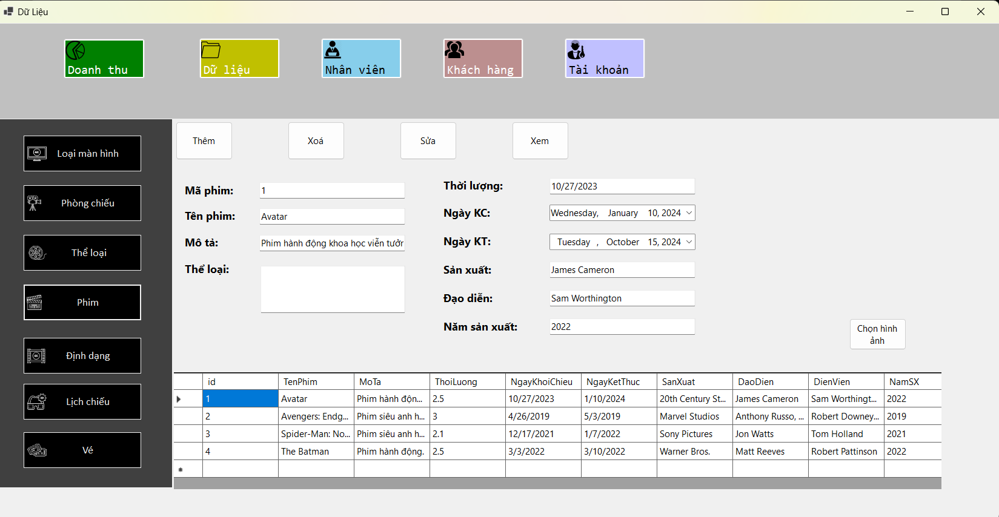 Dữ Liệu
Doanh thu
Dữ liệu
Nhân viên
Khách hàng
Tài khoản
Loại màn hình
Phòng chiếu
Thể loại
Phim
Định dạng
Lịch chiếu
Vé
Thêm
Xoá
Sửa
Xem
Mã phim: 1
Tên phim: Avatar
Mô tả: Phim hành động khoa học viễn tưởn
Thể loại:
Thời lượng: 10/27/2023
Ngày KC: Wednesday, January 10, 2024
Ngày KT: Tuesday , October 15, 2024
Sản xuất: James Cameron
Đạo diễn: Sam Worthington
Năm sản xuất: 2022
Chọn hình
ảnh
id TenPhim MoTa ThoiLuong NgayKhoiChieu NgayKetThuc SanXuat DaoDien DienVien NamSX
1 Avatar Phim hành độn... 2.5 10/27/2023 1/10/2024 20th Century St... James Cameron Sam Worthingt... 2022
2 Avengers: Endg... Phim siêu anh h... 3 4/26/2019 5/3/2019 Marvel Studios Anthony Russo, ... Robert Downey... 2019
3 Spider-Man: No... Phim siêu anh h... 2.1 12/17/2021 1/7/2022 Sony Pictures Jon Watts Tom Holland 2021
4 The Batman Phim hành động. 2.5 3/3/2022 3/10/2022 Warner Bros. Matt Reeves Robert Pattinson 2022